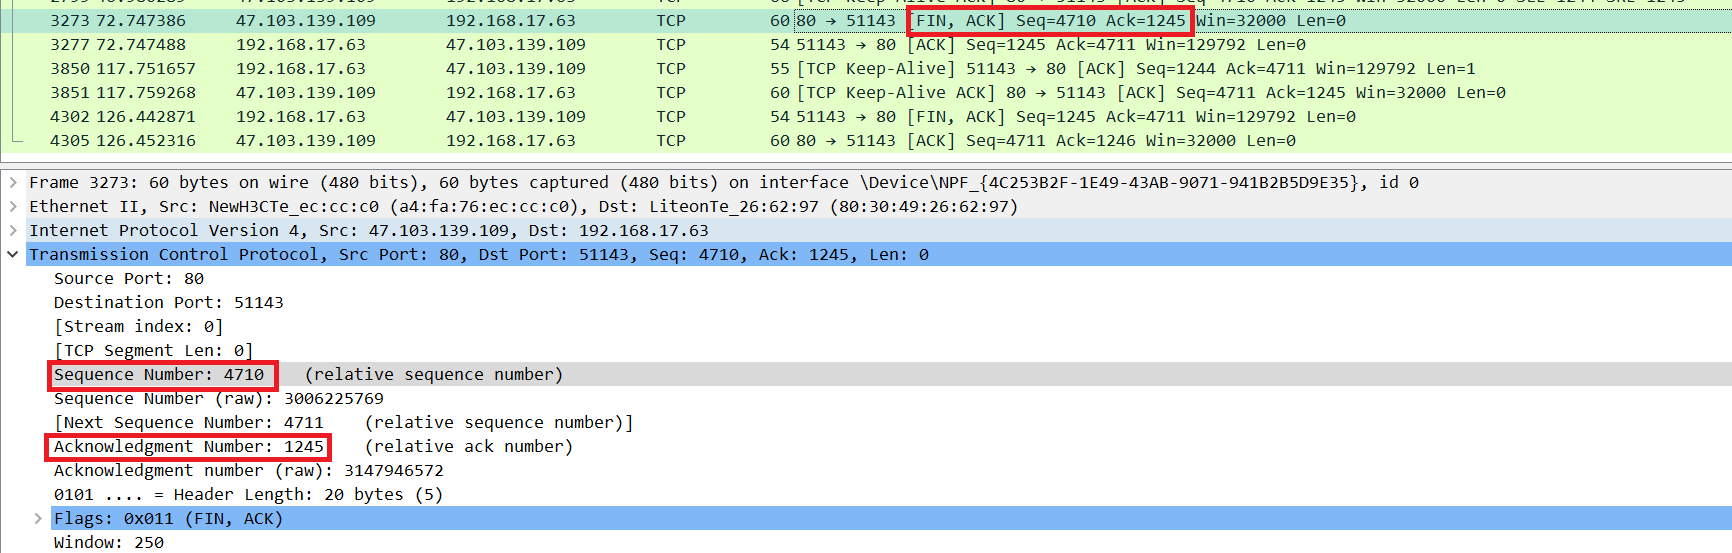 3273 72.747386 47.103.139.109 192.168.17.63 TCP 60 80 → 51143 [FIN, ACK] Seq=4710 Ack=1245 Win=32000 Len=0
3277 72.747488 192.168.17.63 47.103.139.109 TCP 54 51143 → 80 [ACK] Seq=1245 Ack=4711 Win=129792 Len=0
3850 117.751657 192.168.17.63 47.103.139.109 TCP 55 [TCP Keep-Alive] 51143 → 80 [ACK] Seq=1244 Ack=4711 Win=129792 Len=1
3851 117.759268 47.103.139.109 192.168.17.63 TCP 60 [TCP Keep-Alive ACK] 80 → 51143 [ACK] Seq=4711 Ack=1245 Win=32000 Len=0
4302 126.442871 192.168.17.63 47.103.139.109 TCP 54 51143 → 80 [FIN, ACK] Seq=1245 Ack=4711 Win=129792 Len=0
4305 126.452316 47.103.139.109 192.168.17.63 TCP 60 80 → 51143 [ACK] Seq=4711 Ack=1246 Win=32000 Len=0
Frame 3273: 60 bytes on wire (480 bits), 60 bytes captured (480 bits) on interface \Device\NPF_{4C253B2F-1E49-43AB-9071-941B2B5D9E35}, id 0
Ethernet II, Src: NewH3CTe_ec:cc:c0 (a4:fa:76:ec:cc:c0), Dst: LiteonTe_26:62:97 (80:30:49:26:62:97)
Internet Protocol Version 4, Src: 47.103.139.109, Dst: 192.168.17.63
Transmission Control Protocol, Src Port: 80, Dst Port: 51143, Seq: 4710, Ack: 1245, Len: 0
Source Port: 80
Destination Port: 51143
[Stream index: 0]
[TCP Segment Len: 0]
Sequence Number: 4710 (relative sequence number)
Sequence Number (raw): 3006225769
[Next Sequence Number: 4711 (relative sequence number)]
Acknowledgment Number: 1245 (relative ack number)
Acknowledgment number (raw): 3147946572
0101 .... = Header Length: 20 bytes (5)
Flags: 0x011 (FIN, ACK)
Window: 250